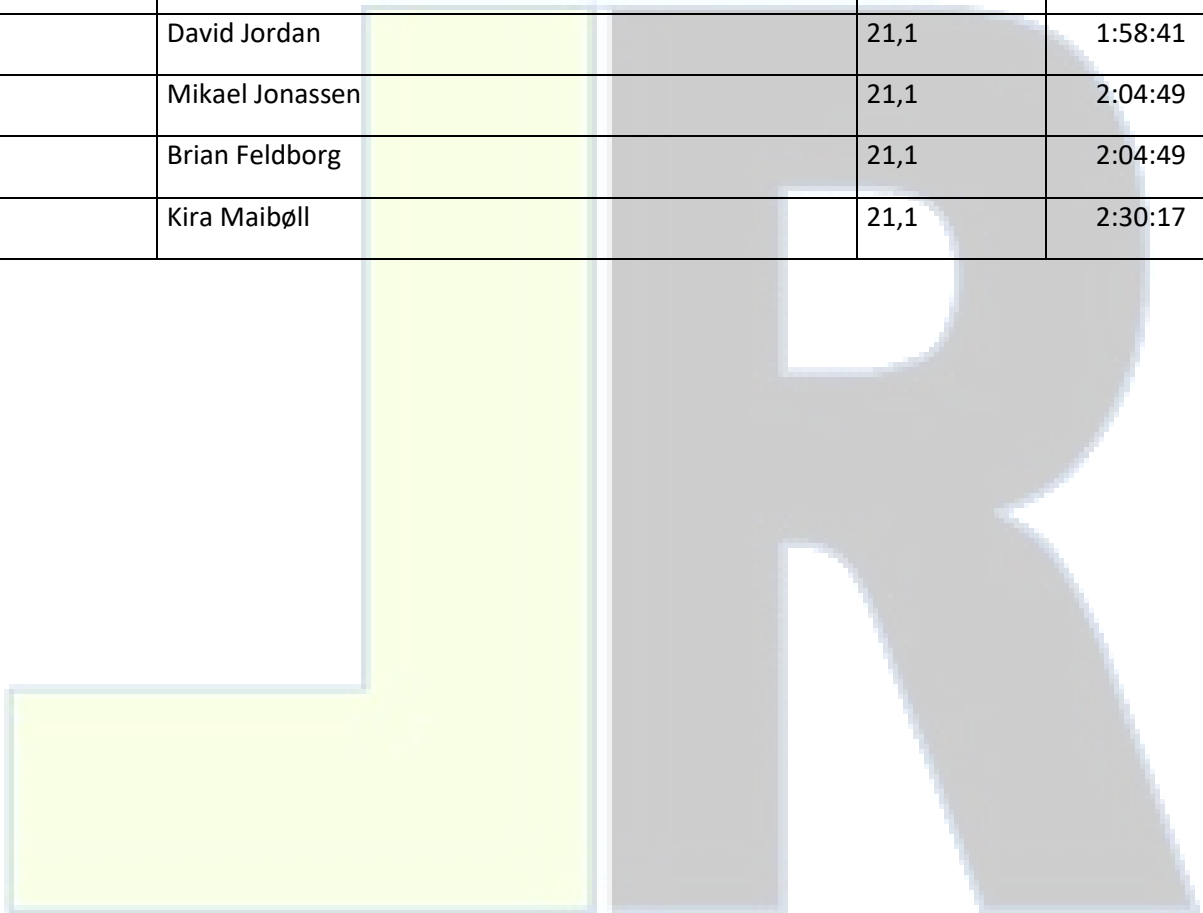 David Jordan 21,1 1:58:41
Mikael Jonassen 21,1 2:04:49
Brian Feldborg 21,1 2:04:49
Kira Maibøll 21,1 2:30:17
JR